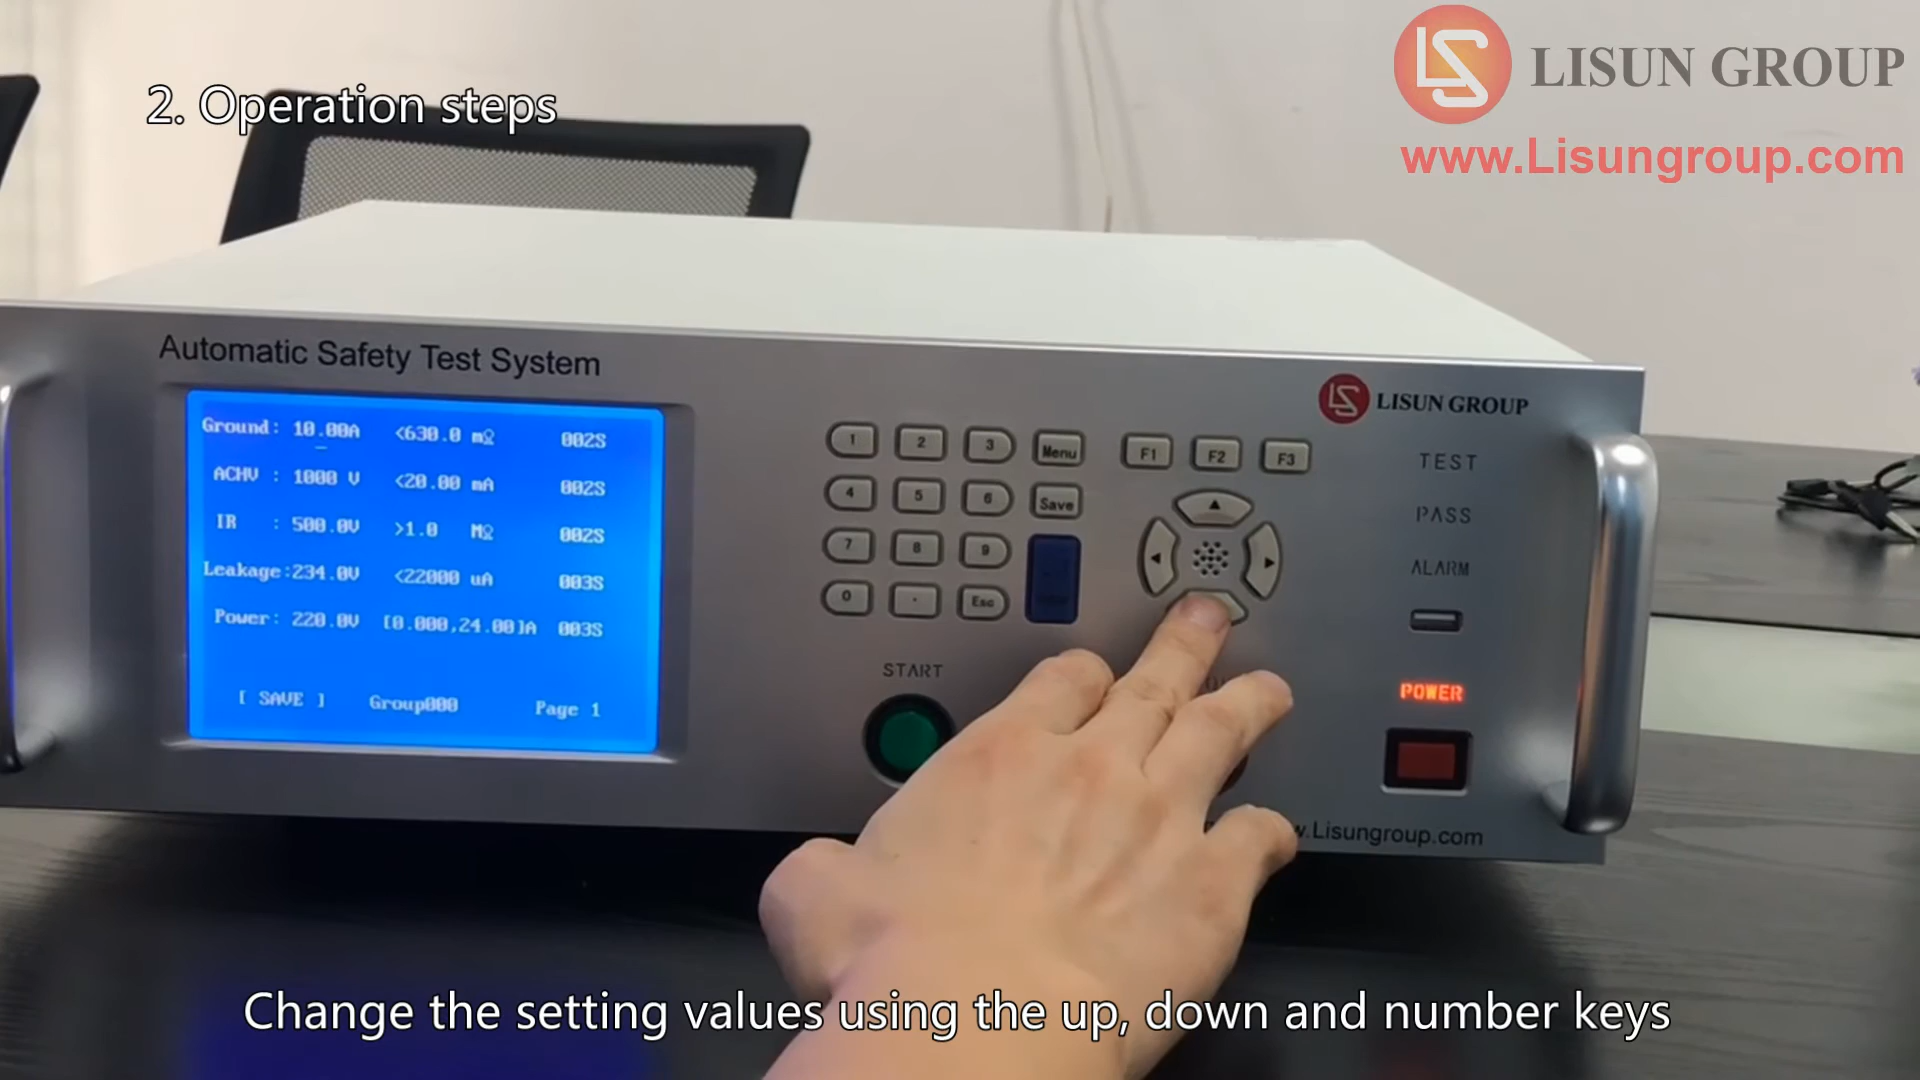 2. Operation steps
LS LISUN GROUP
www.Lisungroup.com
Automatic Safety Test System
Ground: 10.00A <630.0 mΩ 002S
ACHV : 1000 V <20.00 mA 002S
IR : 500.0V >1.0 MΩ 002S
Leakage:234.0V <22000 uA 003S
Power: 220.0V [0.000,24.00]A 003S
[ SAVE ] Group000 Page 1
1 2 3 Menu
4 5 6 Save
7 8 9
0 . Esc
F1 F2 F3
START
LS LISUN GROUP
TEST
PASS
ALARM
POWER
w.Lisungroup.com
Change the setting values using the up, down and number keys